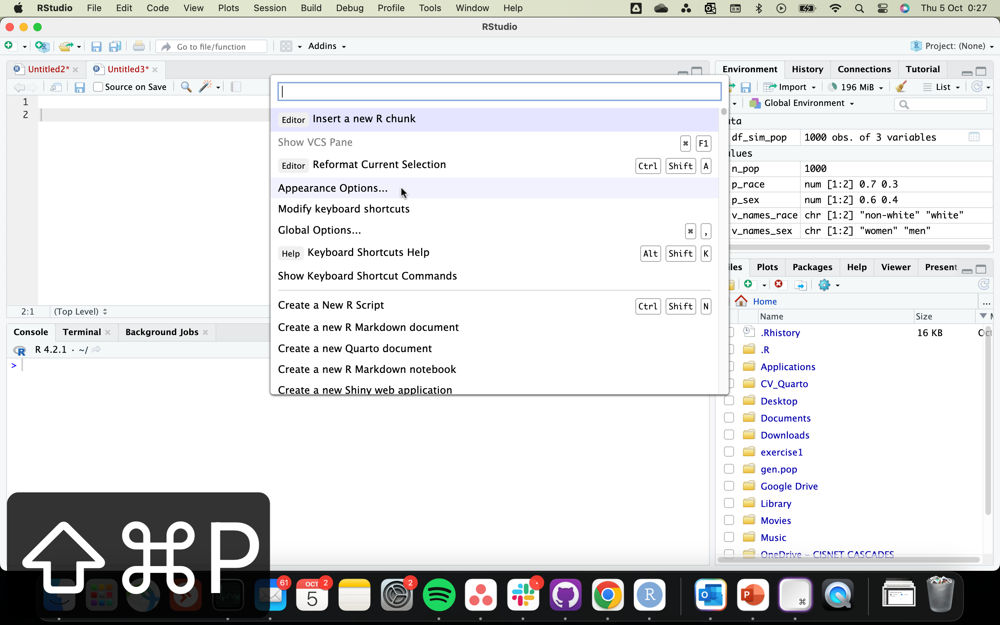 RStudio File Edit Code View Plots Session Build Debug Profile Tools Window Help Thu 5 Oct 0:27
RStudio
Go to file/function Addins Project: (None)
Untitled2* Untitled3*
Source on Save
1
2
2:1 (Top Level)
Console Terminal Background Jobs
R 4.2.1 · ~/
>
Editor Insert a new R chunk
Show VCS Pane ⌘ F1
Editor Reformat Current Selection Ctrl Shift A
Appearance Options...
Modify keyboard shortcuts
Global Options... ⌘ ,
Help Keyboard Shortcuts Help Alt Shift K
Show Keyboard Shortcut Commands
Create a New R Script Ctrl Shift N
Create a new R Markdown document
Create a new Quarto document
Create a new R Markdown notebook
Create a new Shiny web application
Environment History Connections Tutorial
Import 196 MiB List
Global Environment
ata
df_sim_pop 1000 obs. of 3 variables
alues
n_pop 1000
p_race num [1:2] 0.7 0.3
p_sex num [1:2] 0.6 0.4
v_names_race chr [1:2] "non-white" "white"
v_names_sex chr [1:2] "women" "men"
iles Plots Packages Help Viewer Present
Home ...
Name Size
.Rhistory 16 KB Oct
.R
Applications
CV_Quarto
Desktop
Documents
Downloads
exercise1
gen.pop
Google Drive
Library
Movies
Music
OneDrive - CISNET CASCADES
⇧⌘P
61 OCT 2 2
5 R O P ⌘